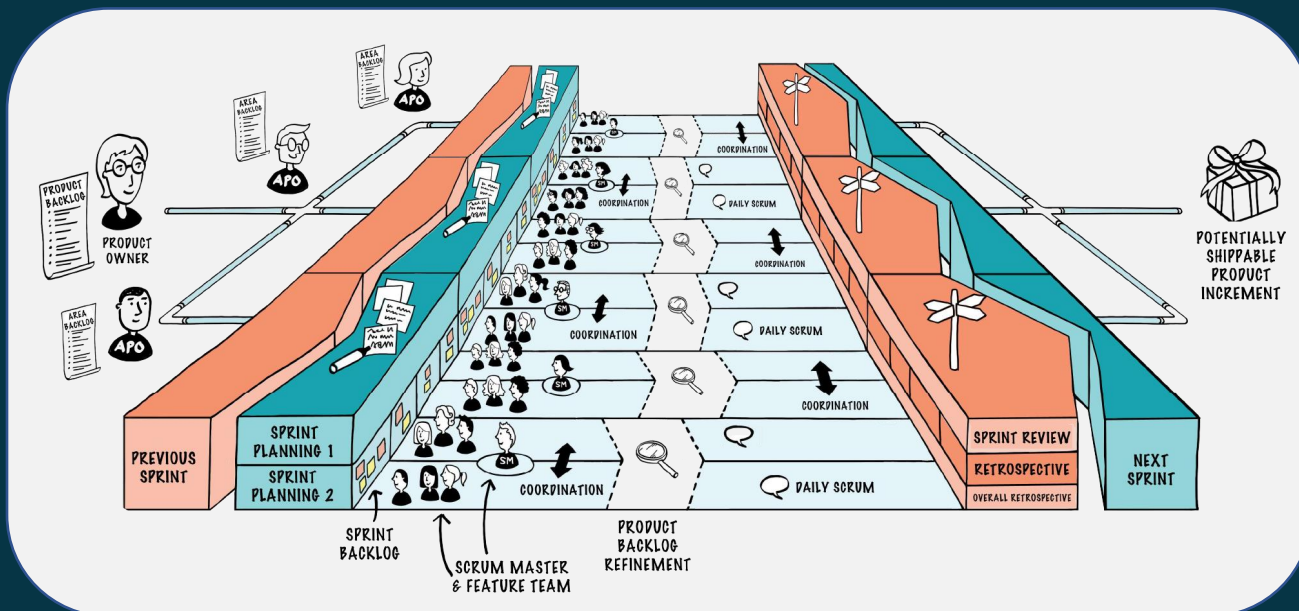 AREA
BACKLOG
APO
AREA
BACKLOG
APO
PRODUCT
BACKLOG
PRODUCT
OWNER
AREA
BACKLOG
APO
PREVIOUS
SPRINT
SPRINT
PLANNING 1
SPRINT
PLANNING 2
SPRINT
BACKLOG
SM
SM
SM
SM
SM
SM
SCRUM MASTER
& FEATURE TEAM
COORDINATION
COORDINATION
COORDINATION
COORDINATION
COORDINATION
COORDINATION
PRODUCT
BACKLOG
REFINEMENT
DAILY SCRUM
DAILY SCRUM
DAILY SCRUM
SPRINT REVIEW
RETROSPECTIVE
OVERALL RETROSPECTIVE
NEXT
SPRINT
POTENTIALLY
SHIPPABLE
PRODUCT
INCREMENT